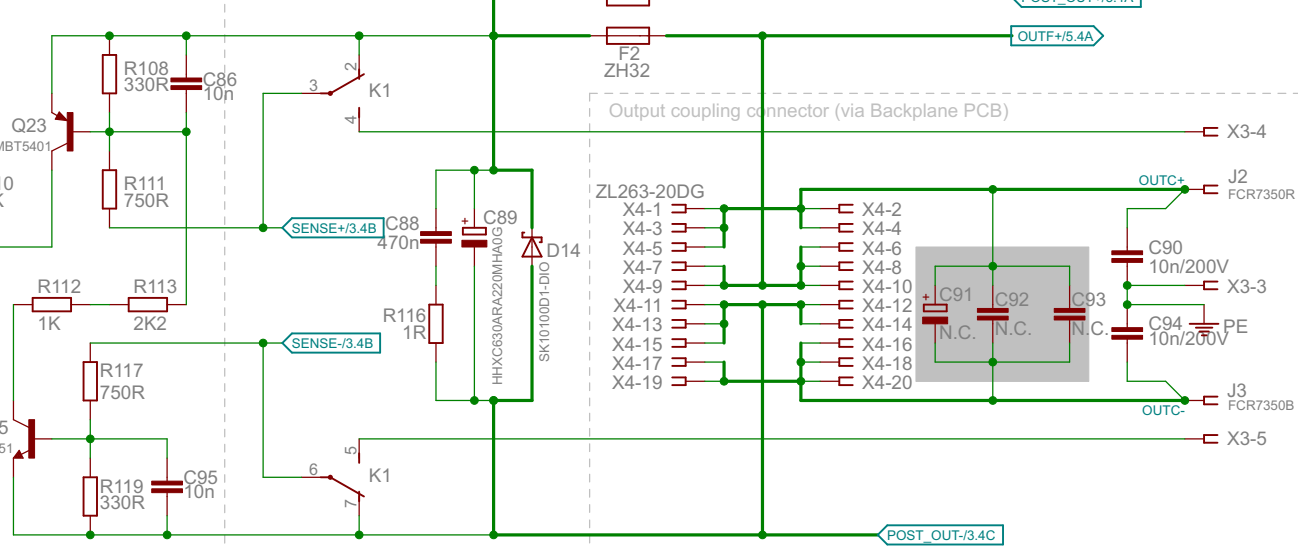 POST_OUT+/5.4A
OUTF+/5.4A
F2
ZH32
R108
330R
C86
10n
2
3
K1
4
Output coupling connector (via Backplane PCB)
Q23
MBT5401
X3-4
R111
750R
OUTC+
J2
FCR7350R
ZL263-20DG
SENSE+/3.4B
C88
470n
+
C89
HHXC630ARA220MHA0G
D14
SK10100D1-DIO
X4-1
X4-2
X4-3
X4-4
X4-5
X4-6
X4-7
X4-8
X4-9
X4-10
X4-11
X4-12
X4-13
X4-14
X4-15
X4-16
X4-17
X4-18
X4-19
X4-20
C90
10n/200V
X3-3
+
C91
N.C.
C92
N.C.
C93
N.C.
C94
10n/200V
PE
R112
1K
R113
2K2
R116
1R
SENSE-/3.4B
R117
750R
J3
FCR7350B
OUTC-
X3-5
51
5
6
K1
7
R119
330R
C95
10n
POST_OUT-/3.4C